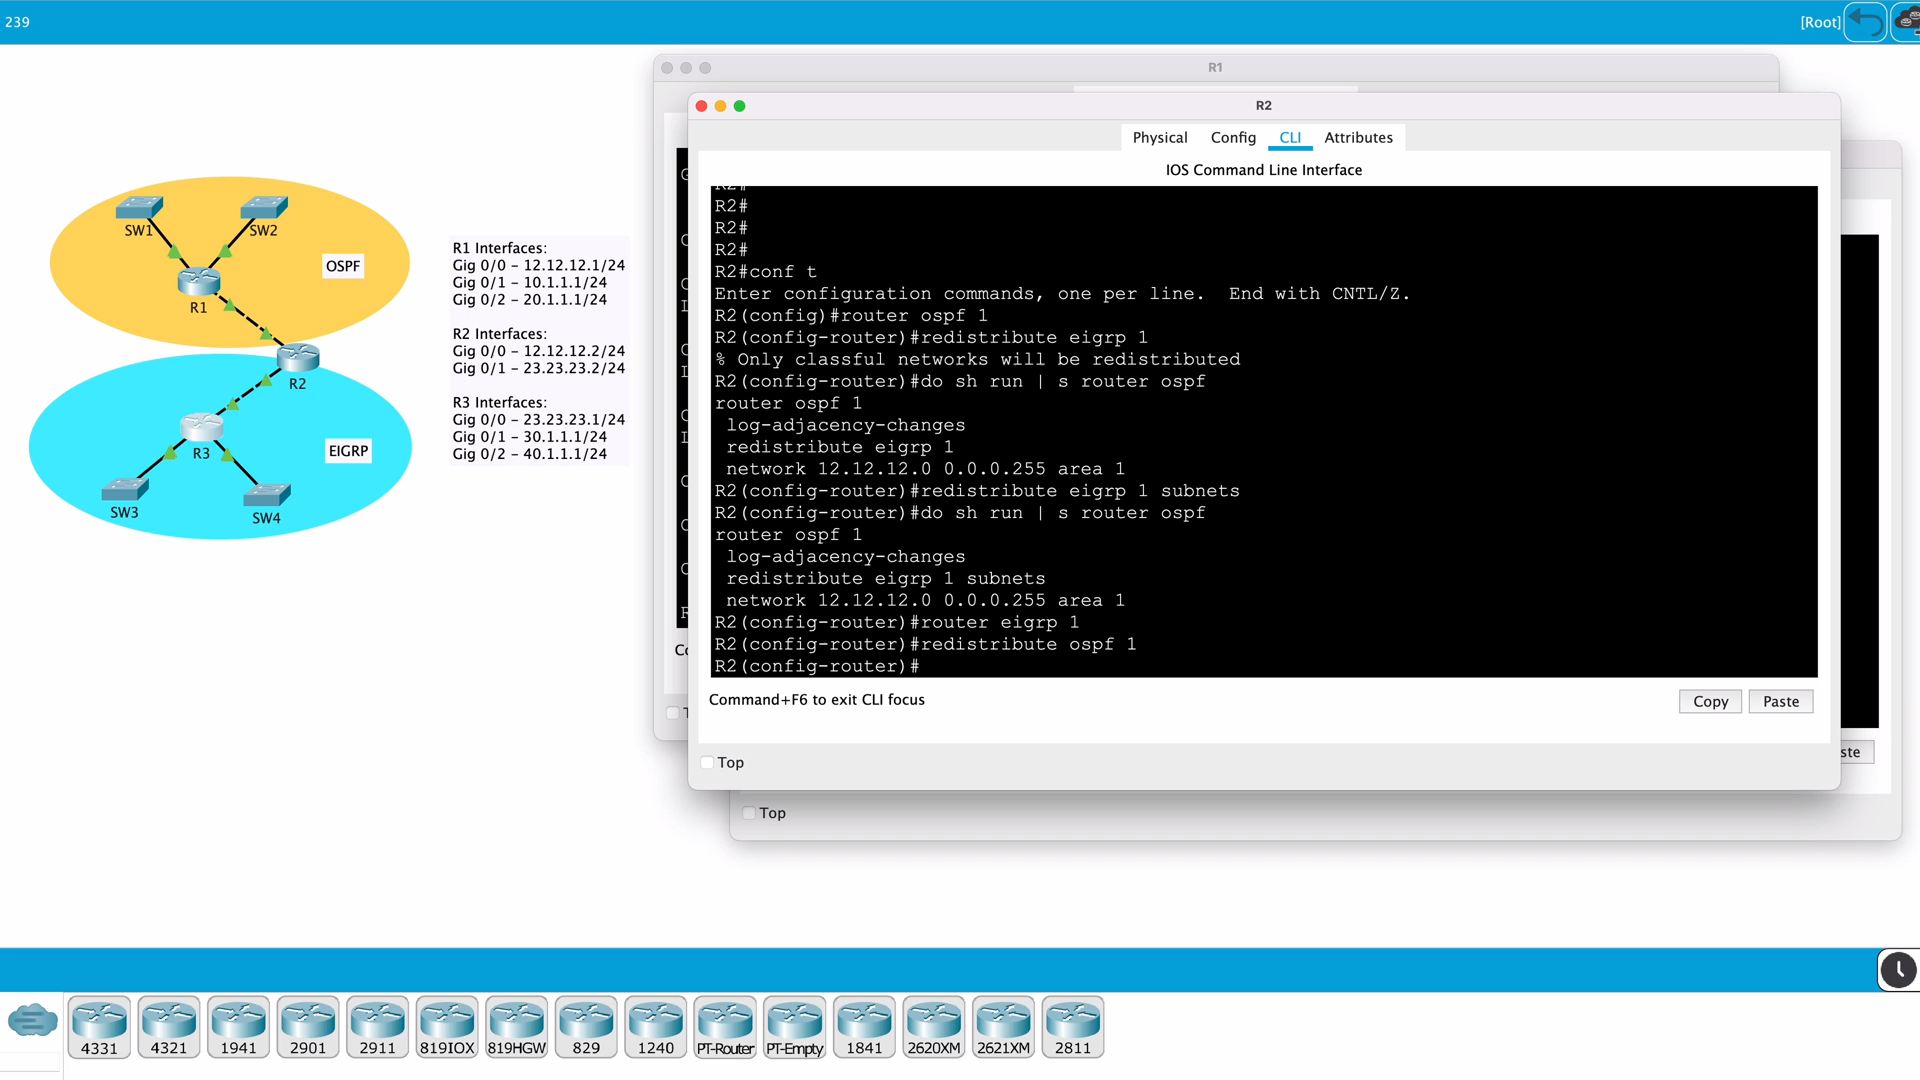 239
[Root]
R1
R2
Physical Config CLI Attributes
IOS Command Line Interface
R2#
R2#
R2#
R2#conf t
Enter configuration commands, one per line.  End with CNTL/Z.
R2(config)#router ospf 1
R2(config-router)#redistribute eigrp 1
% Only classful networks will be redistributed
R2(config-router)#do sh run | s router ospf
router ospf 1
 log-adjacency-changes
 redistribute eigrp 1
 network 12.12.12.0 0.0.0.255 area 1
R2(config-router)#redistribute eigrp 1 subnets
R2(config-router)#do sh run | s router ospf
router ospf 1
 log-adjacency-changes
 redistribute eigrp 1 subnets
 network 12.12.12.0 0.0.0.255 area 1
R2(config-router)#router eigrp 1
R2(config-router)#redistribute ospf 1
R2(config-router)#
Command+F6 to exit CLI focus
Copy
Paste
Top
Top
SW1
SW2
OSPF
R1
R2
R3
EIGRP
SW3
SW4
R1 Interfaces:
Gig 0/0 – 12.12.12.1/24
Gig 0/1 – 10.1.1.1/24
Gig 0/2 – 20.1.1.1/24
R2 Interfaces:
Gig 0/0 – 12.12.12.2/24
Gig 0/1 – 23.23.23.2/24
R3 Interfaces:
Gig 0/0 – 23.23.23.1/24
Gig 0/1 – 30.1.1.1/24
Gig 0/2 – 40.1.1.1/24
4331 4321 1941 2901 2911 819IOX 819HGW 829 1240 PT-Router PT-Empty 1841 2620XM 2621XM 2811